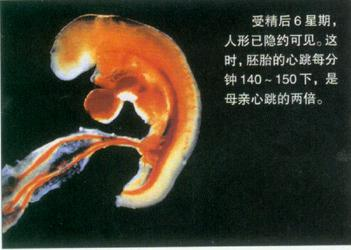 受精后6星期，
人形已隐约可见。这
时，胚胎的心跳每分
钟140～150下，是
母亲心跳的两倍。